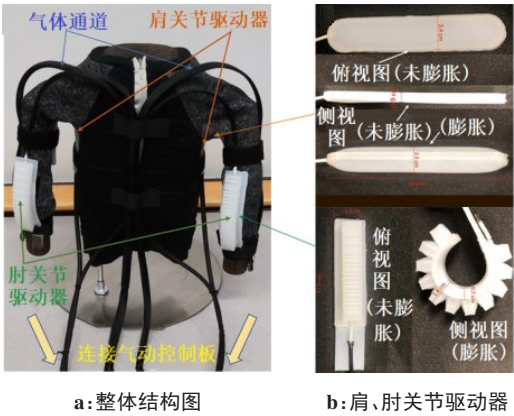 气体通道
肩关节驱动器
肘关节
驱动器
连接气动控制板
俯视图(未膨胀)
侧视
图
(未膨胀)
(膨胀)
俯
视
图
(未
膨
胀)
侧视图
(膨胀)
a:整体结构图
b:肩、肘关节驱动器